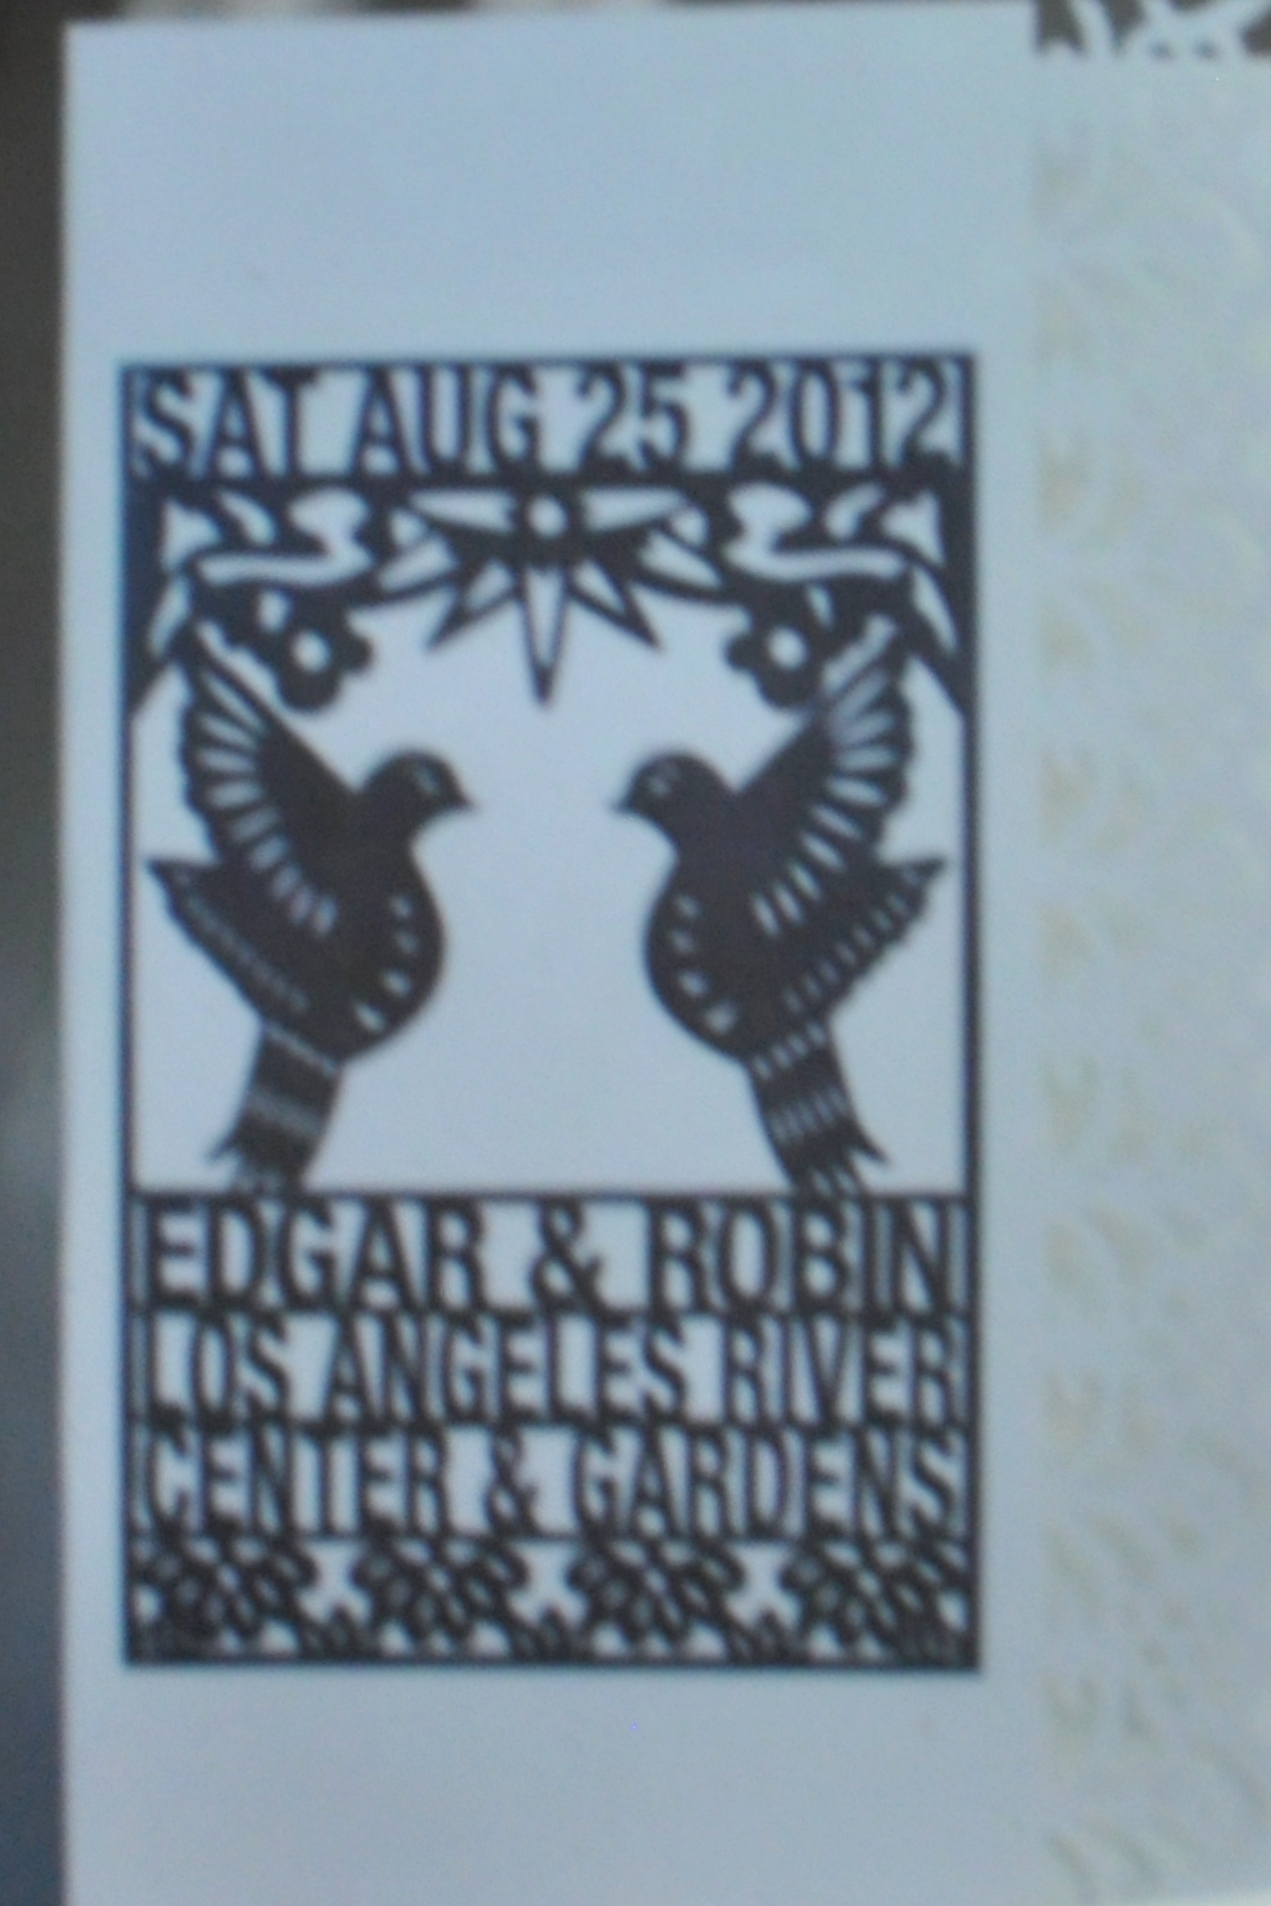 SAT AUG 25 2012
EDGAR & ROBIN
LOS ANGELES RIVER
CENTER & GARDENS